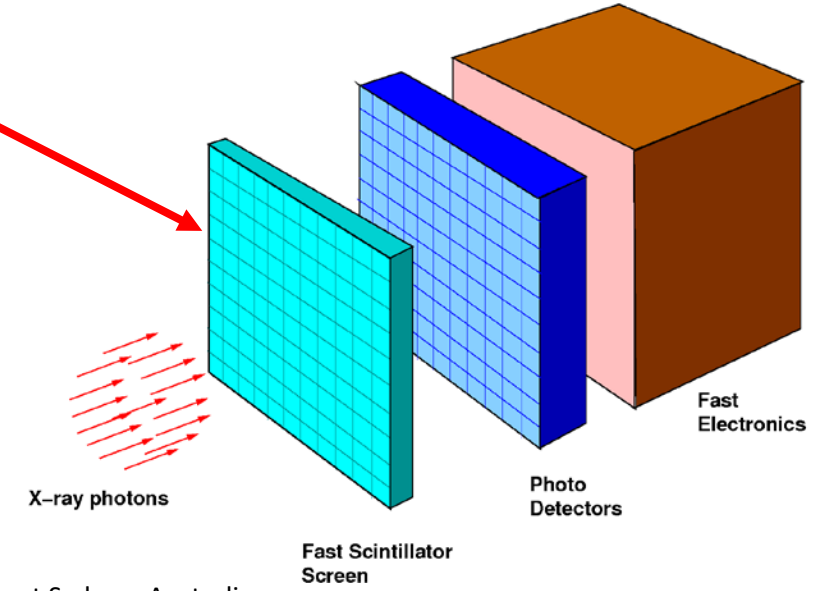 Fast
Electronics
X–ray photons
Photo
Detectors
Fast Scintillator
Screen